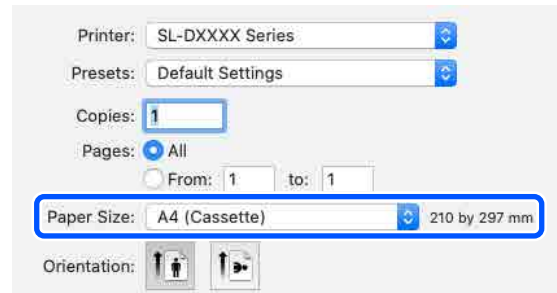 Printer: SL-DXXXX Series
Presets: Default Settings
Copies: 1
Pages: All
From: 1 to: 1
Paper Size: A4 (Cassette) 210 by 297 mm
Orientation: